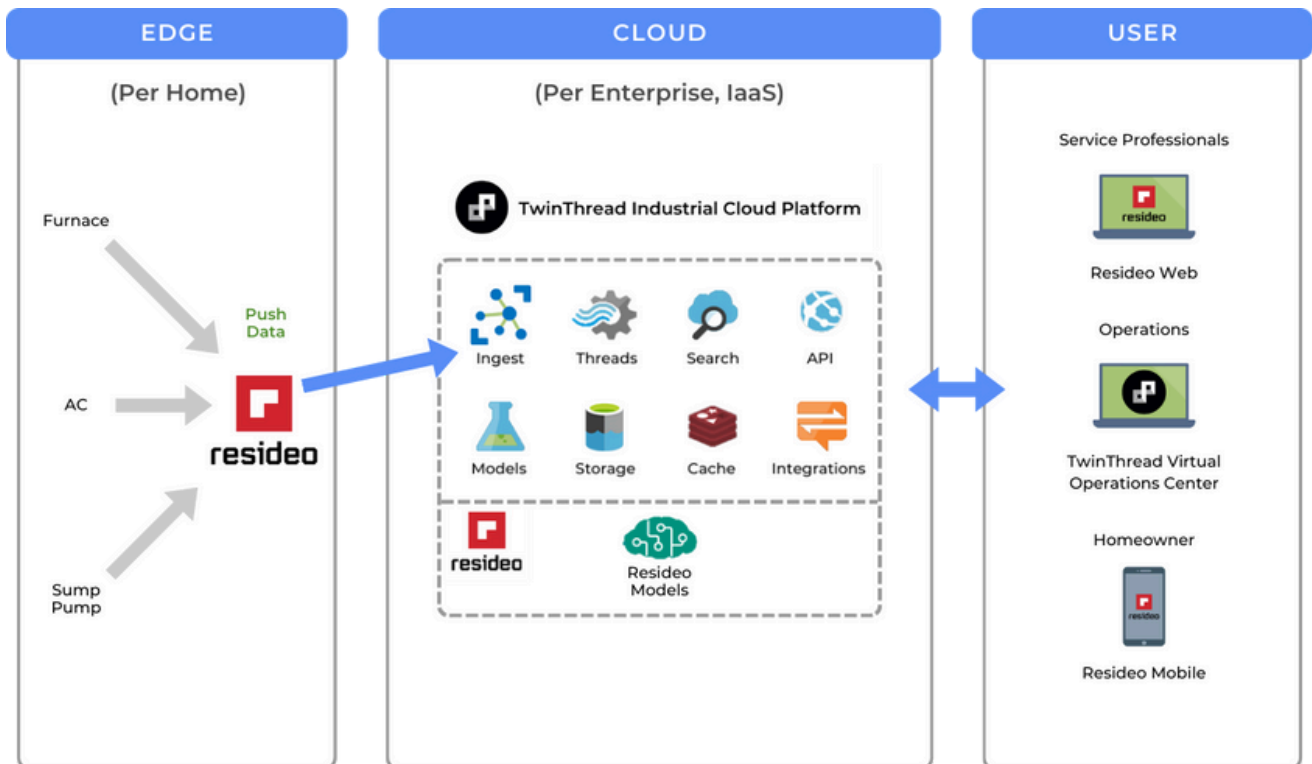 EDGE
(Per Home)
Furnace
Push
Data
AC
resideo
Sump
Pump
CLOUD
(Per Enterprise, IaaS)
TwinThread Industrial Cloud Platform
Ingest
Threads
Search
API
Models
Storage
Cache
Integrations
resideo
Resideo
Models
USER
Service Professionals
resideo
Resideo Web
Operations
TwinThread Virtual
Operations Center
Homeowner
resideo
Resideo Mobile